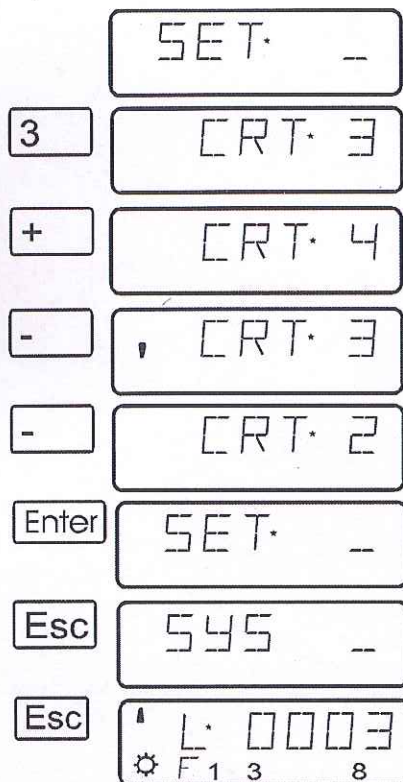 SET* _
3 CRT* 3
+ CRT* 4
- CRT* 3
- CRT* 2
Enter SET* _
Esc SYS _
Esc L* 0003
F 1 3 8